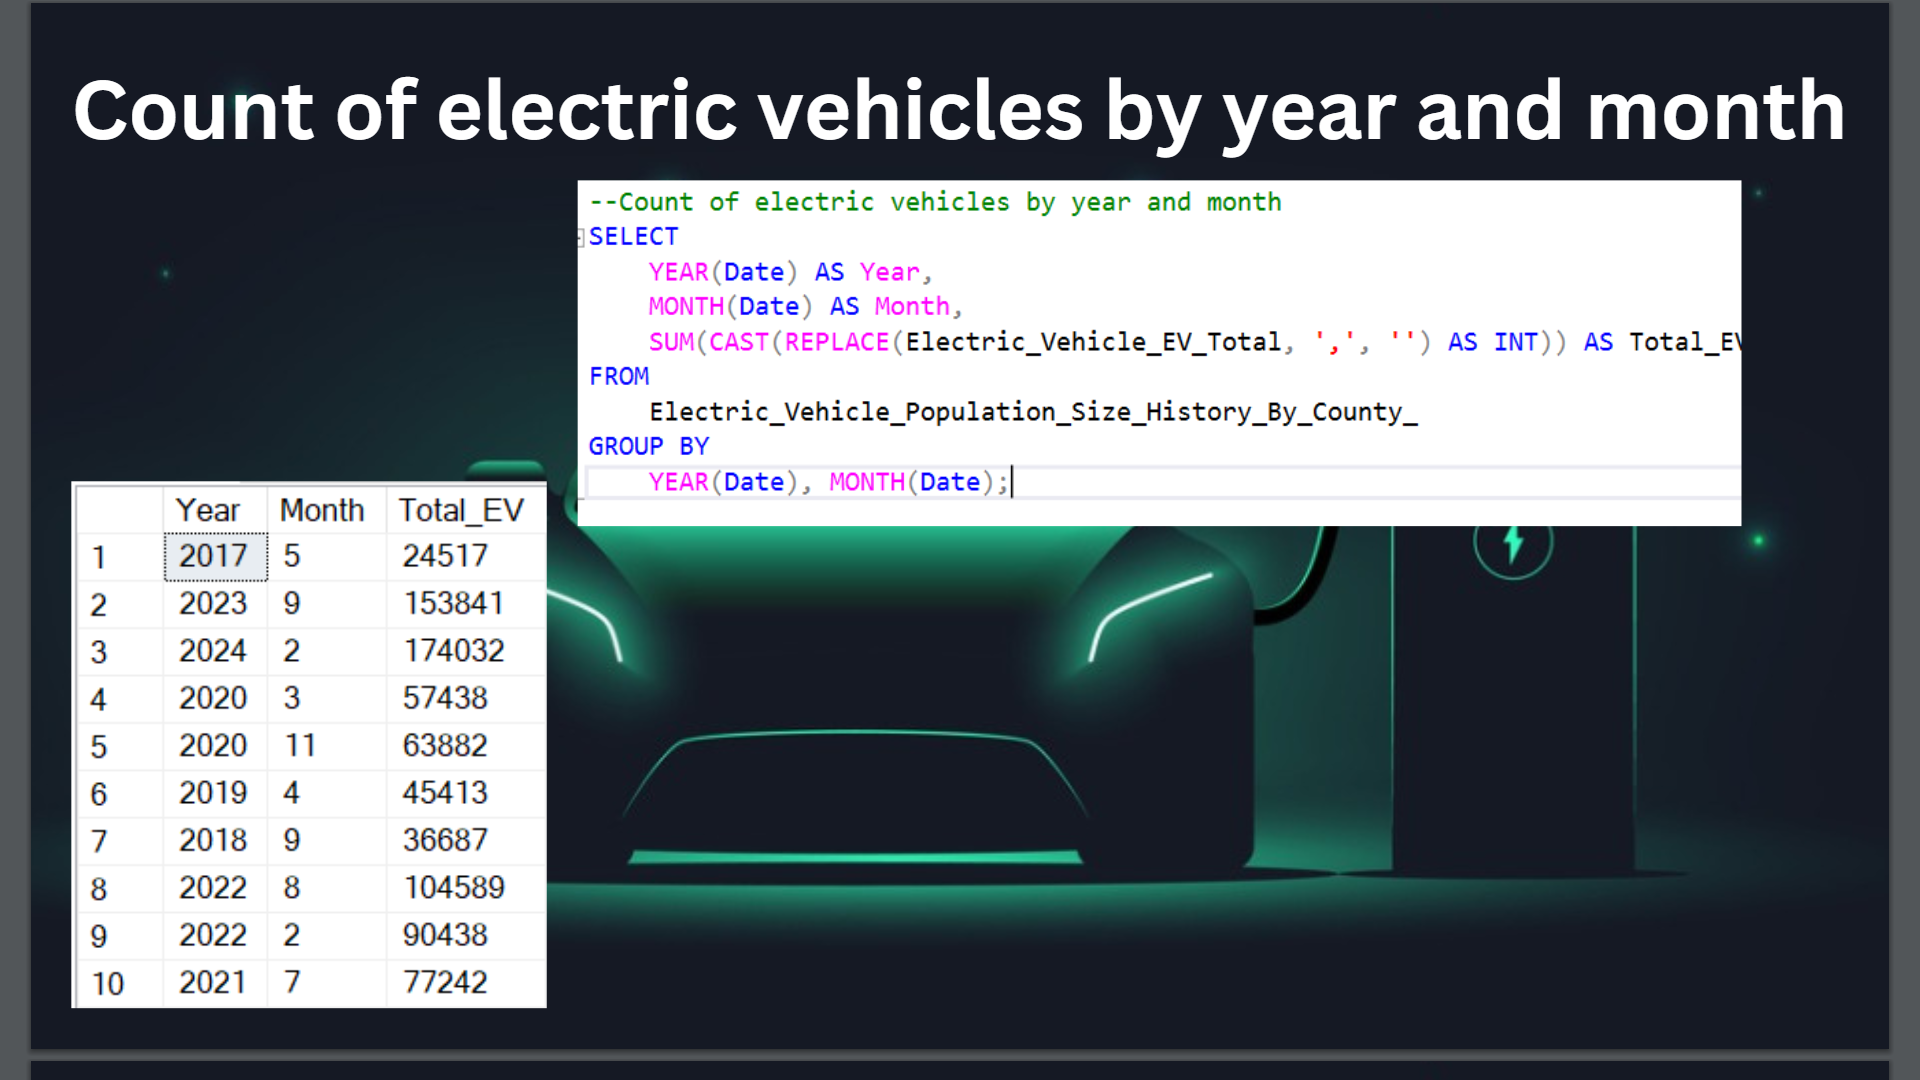 Count of electric vehicles by year and month
--Count of electric vehicles by year and month
SELECT
YEAR(Date) AS Year,
MONTH(Date) AS Month,
SUM(CAST(REPLACE(Electric_Vehicle_EV_Total, ',', '') AS INT)) AS Total_EV
FROM
Electric_Vehicle_Population_Size_History_By_County_
GROUP BY
YEAR(Date), MONTH(Date);
Year Month Total_EV
1 2017 5 24517
2 2023 9 153841
3 2024 2 174032
4 2020 3 57438
5 2020 11 63882
6 2019 4 45413
7 2018 9 36687
8 2022 8 104589
9 2022 2 90438
10 2021 7 77242